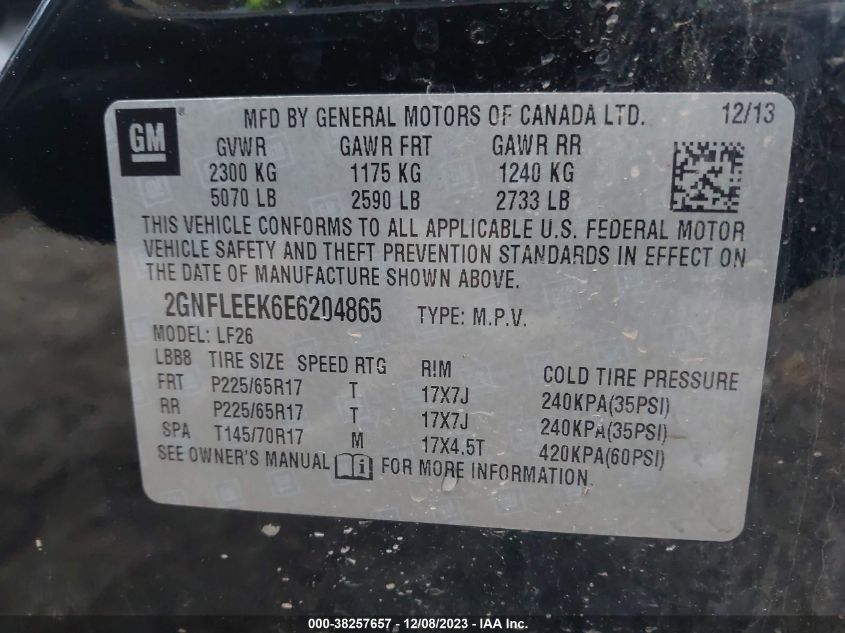 GM
MFD BY GENERAL MOTORS OF CANADA LTD. 12/13
GVWR GAWR FRT GAWR RR
2300 KG 1175 KG 1240 KG
5070 LB 2590 LB 2733 LB
THIS VEHICLE CONFORMS TO ALL APPLICABLE U.S. FEDERAL MOTOR
VEHICLE SAFETY AND THEFT PREVENTION STANDARDS IN EFFECT ON
THE DATE OF MANUFACTURE SHOWN ABOVE.
2GNFLEEK6E6204865 TYPE: M.P.V.
MODEL: LF26
LBB8 TIRE SIZE SPEED RTG RIM COLD TIRE PRESSURE
FRT P225/65R17 T 17X7J 240KPA(35PSI)
RR P225/65R17 T 17X7J 240KPA(35PSI)
SPA T145/70R17 M 17X4.5T 420KPA(60PSI)
SEE OWNER'S MANUAL FOR MORE INFORMATION.
000-38257657 - 12/08/2023 - IAA Inc.